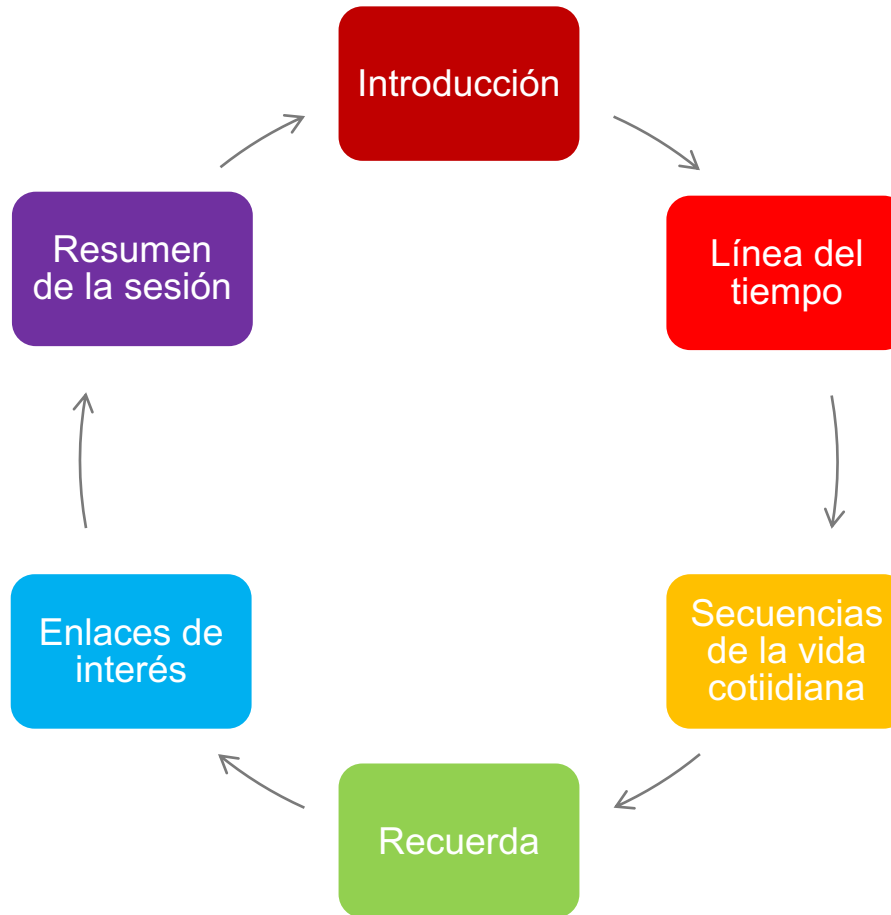 Introducción
Línea del
tiempo
Secuencias
de la vida
cotiidiana
Recuerda
Enlaces de
interés
Resumen
de la sesión